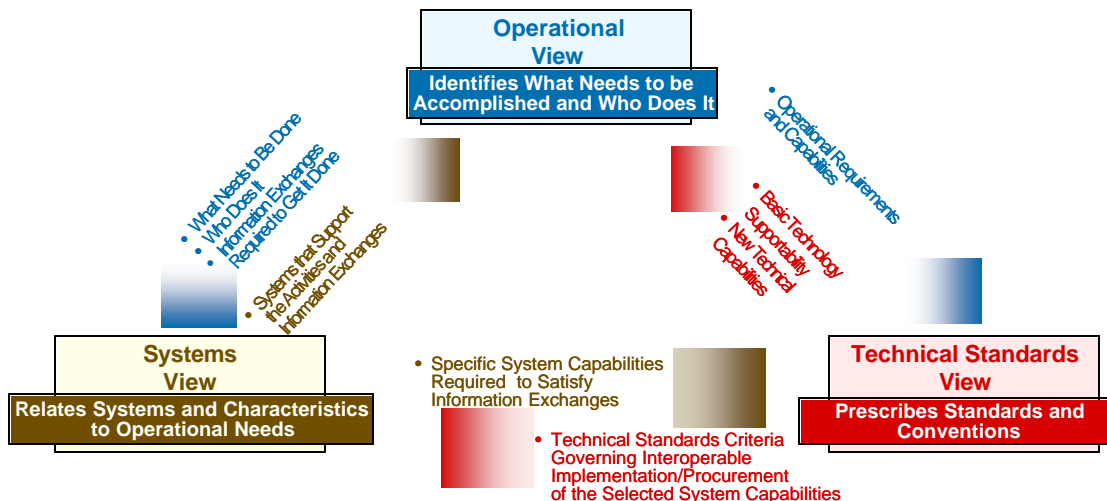 Operational
View
Identifies What Needs to be
Accomplished and Who Does It
• What Needs to Be Done
• Who Does It
• Information Exchanges
Required to Get It Done
• Systems that Support
the Activities and
Information Exchanges
• Operational Requirements
and Capabilities
• Basic Technology
Supportability
• New Technical
Capabilities
Systems
View
Relates Systems and Characteristics
to Operational Needs
• Specific System Capabilities
Required to Satisfy
Information Exchanges
• Technical Standards Criteria
Governing Interoperable
Implementation/Procurement
of the Selected System Capabilities
Technical Standards
View
Prescribes Standards and
Conventions